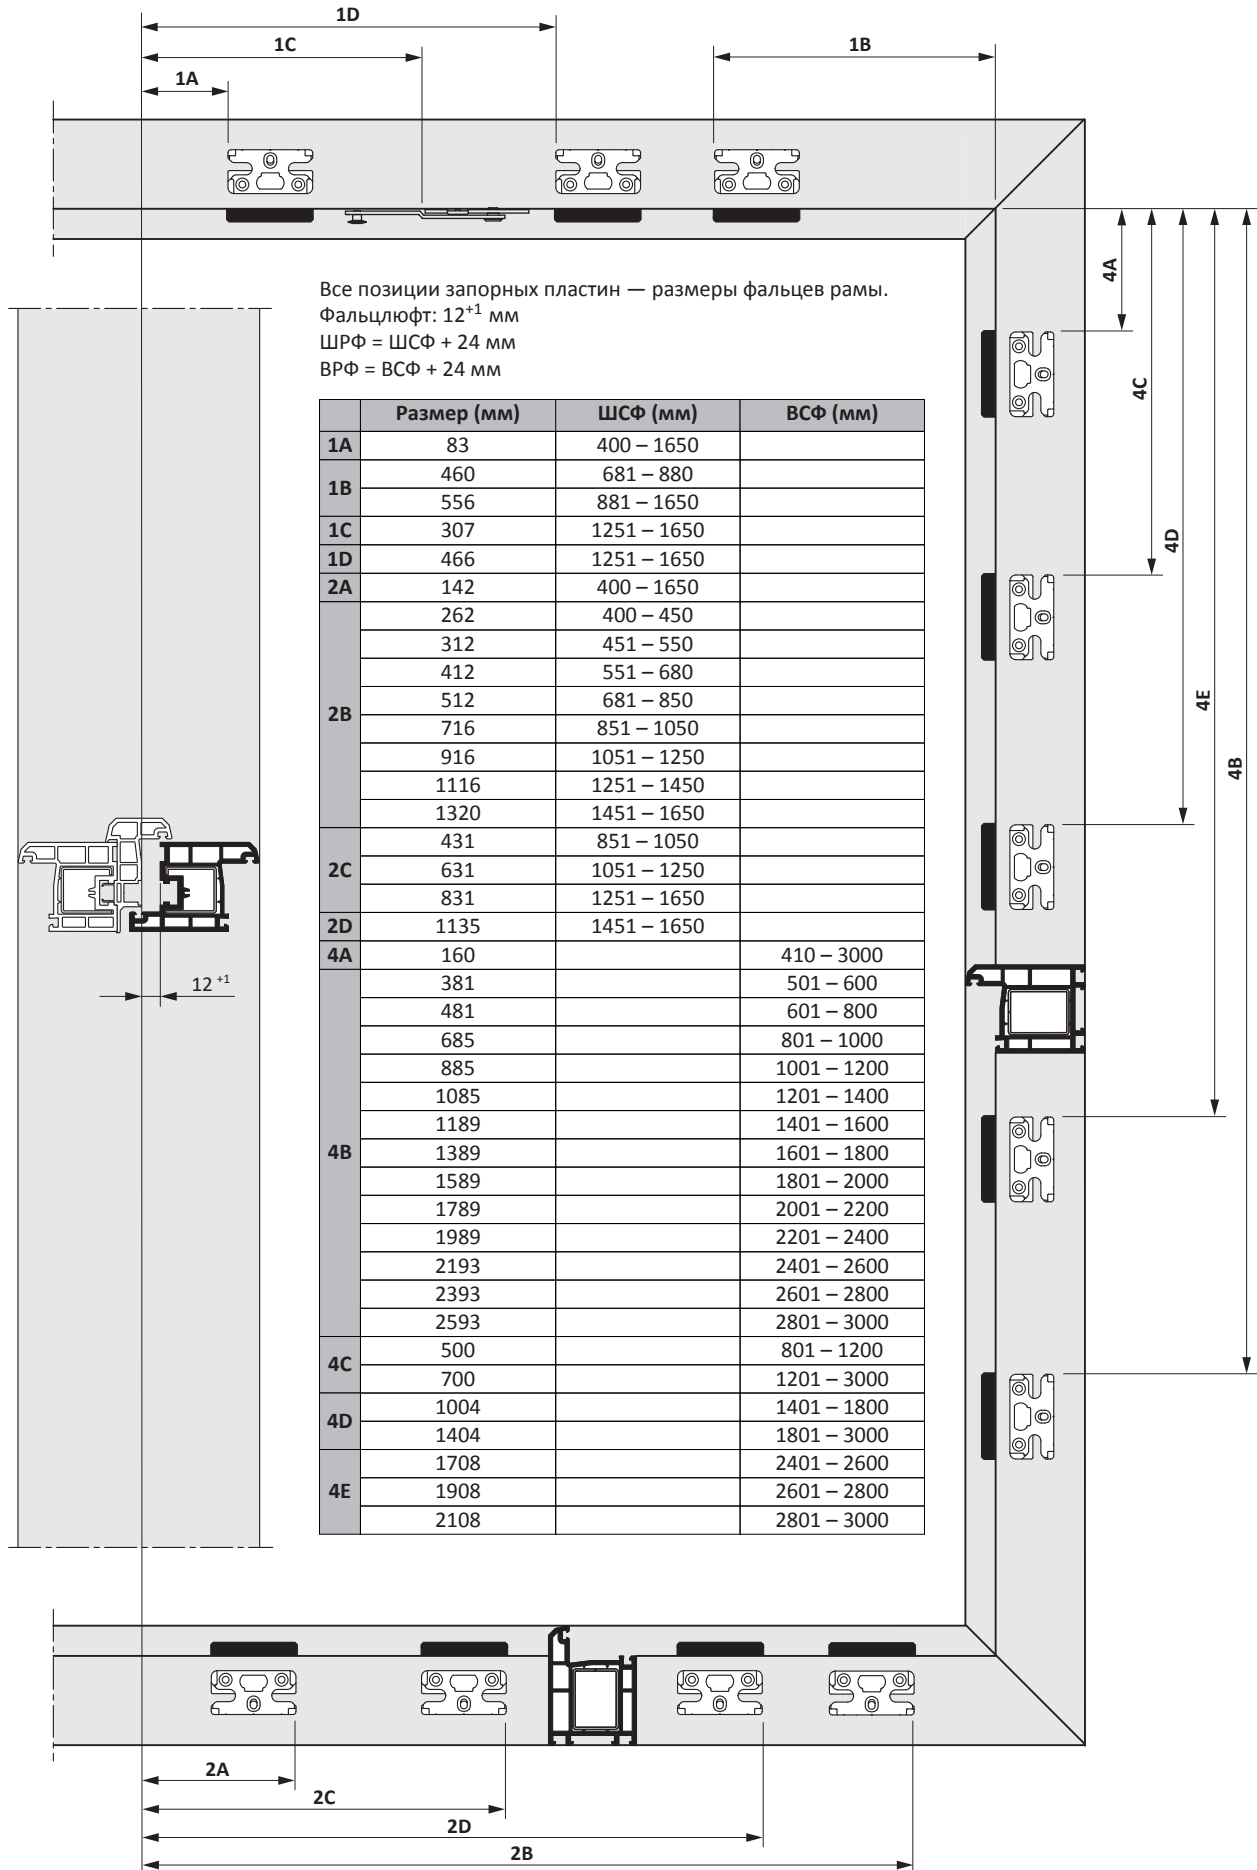 1D
1C
1B
1A
Все позиции запорных пластин — размеры фальцев рамы.
Фальцлюфт: 12+1 мм
ШРФ = ШСФ + 24 мм
ВРФ = ВСФ + 24 мм
Размер (мм) ШСФ (мм) ВСФ (мм)
1A 83 400 – 1650
1B 460 681 – 880
556 881 – 1650
1C 307 1251 – 1650
1D 466 1251 – 1650
2A 142 400 – 1650
2B 262 400 – 450
312 451 – 550
412 551 – 680
512 681 – 850
716 851 – 1050
916 1051 – 1250
1116 1251 – 1450
1320 1451 – 1650
2C 431 851 – 1050
631 1051 – 1250
831 1251 – 1650
2D 1135 1451 – 1650
4A 160 410 – 3000
4B 381 501 – 600
481 601 – 800
685 801 – 1000
885 1001 – 1200
1085 1201 – 1400
1189 1401 – 1600
1389 1601 – 1800
1589 1801 – 2000
1789 2001 – 2200
1989 2201 – 2400
2193 2401 – 2600
2393 2601 – 2800
2593 2801 – 3000
4C 500 801 – 1200
700 1201 – 3000
4D 1004 1401 – 1800
1404 1801 – 3000
4E 1708 2401 – 2600
1908 2601 – 2800
2108 2801 – 3000
12 +1
4A
4C
4D
4E
4B
2A
2C
2D
2B